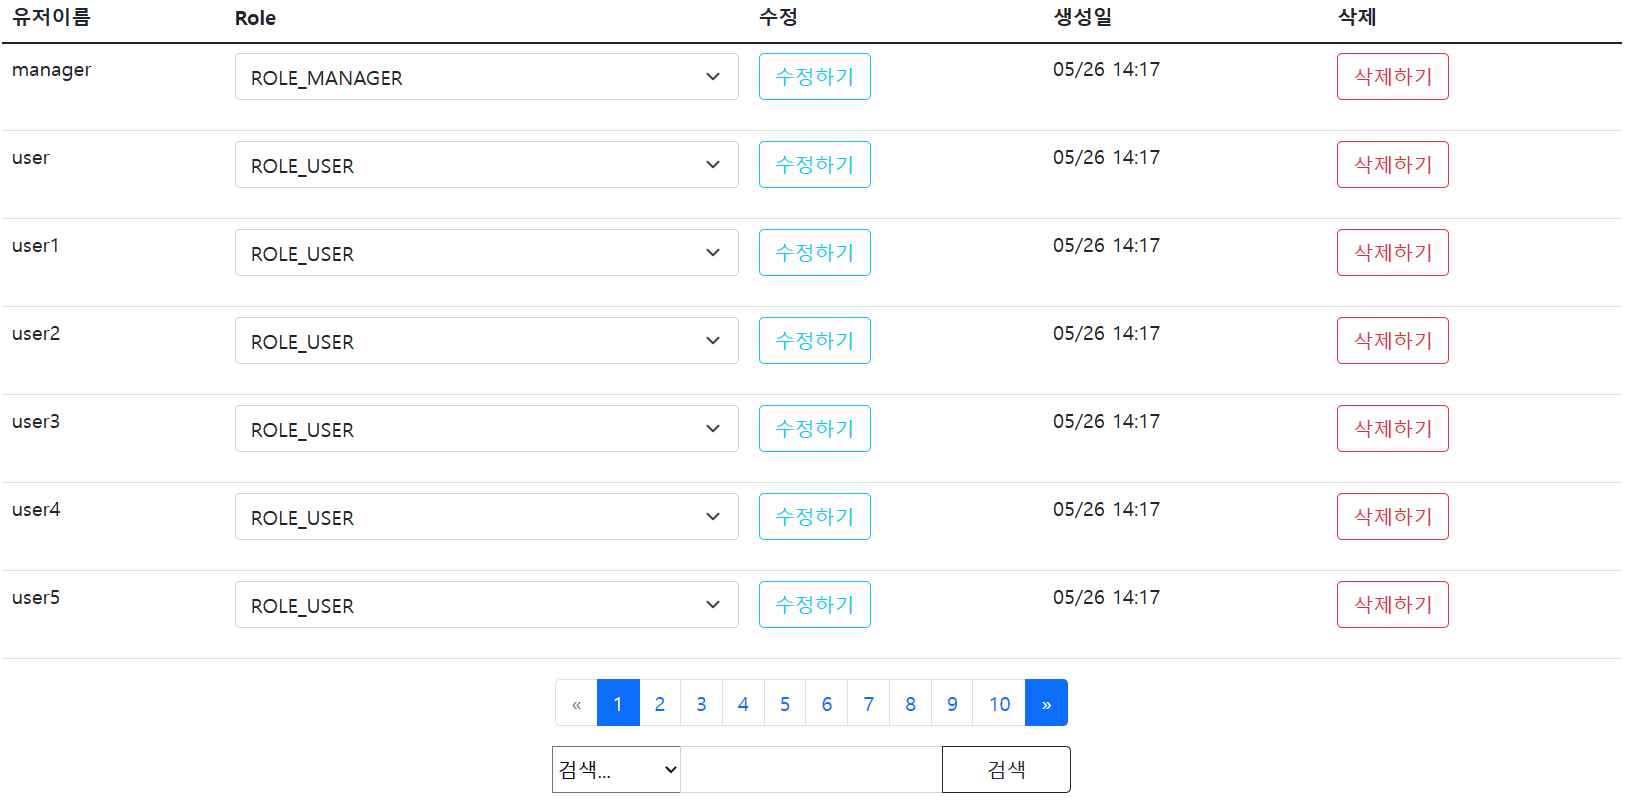 유저이름 Role 수정 생성일 삭제
manager ROLE_MANAGER 수정하기 05/26 14:17 삭제하기
user ROLE_USER 수정하기 05/26 14:17 삭제하기
user1 ROLE_USER 수정하기 05/26 14:17 삭제하기
user2 ROLE_USER 수정하기 05/26 14:17 삭제하기
user3 ROLE_USER 수정하기 05/26 14:17 삭제하기
user4 ROLE_USER 수정하기 05/26 14:17 삭제하기
user5 ROLE_USER 수정하기 05/26 14:17 삭제하기
« 1 2 3 4 5 6 7 8 9 10 »
검색... 검색